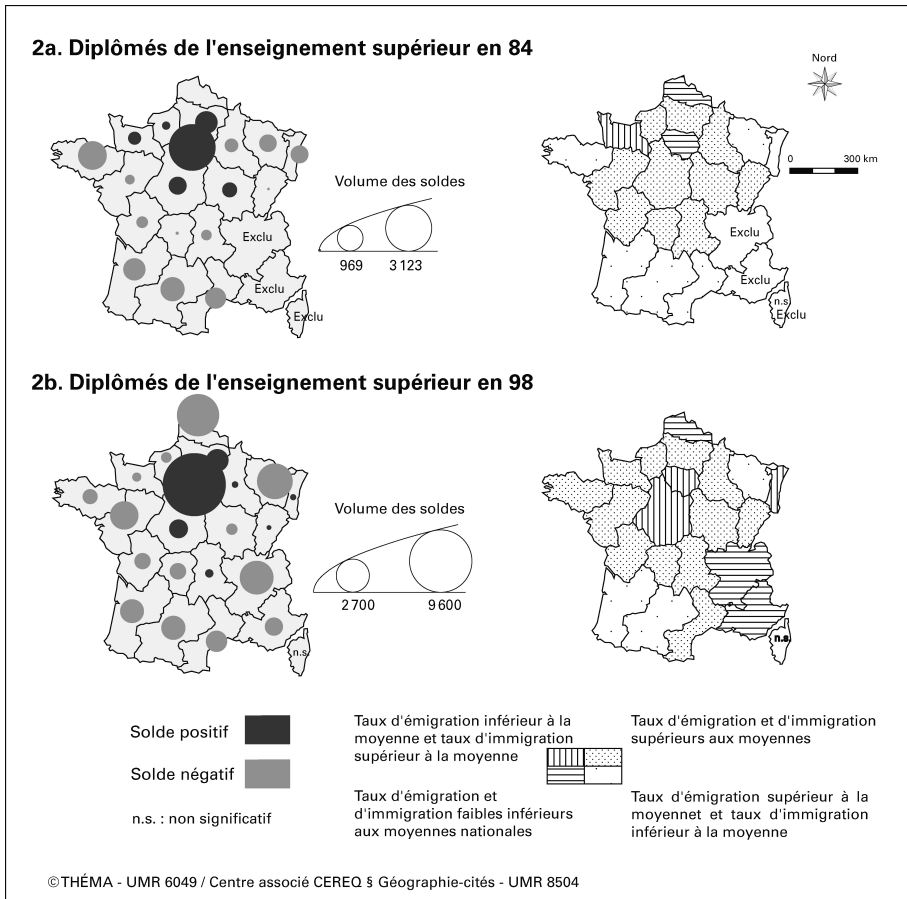 2a. Diplômés de l'enseignement supérieur en 84
Nord
0 300 km
Volume des soldes
969 3 123
Exclu
Exclu
Exclu
Exclu
Exclu
n.s
Exclu
2b. Diplômés de l'enseignement supérieur en 98
Volume des soldes
2 700 9 600
n.s
n.s.
Solde positif
Solde négatif
n.s. : non significatif
Taux d'émigration inférieur à la
moyenne et taux d'immigration
supérieur à la moyenne
Taux d'émigration et d'immigration
supérieurs aux moyennes
Taux d'émigration et
d'immigration faibles inférieurs
aux moyennes nationales
Taux d'émigration supérieur à la
moyennet et taux d'immigration
inférieur à la moyenne
©THÉMA - UMR 6049 / Centre associé CEREQ § Géographie-cités - UMR 8504